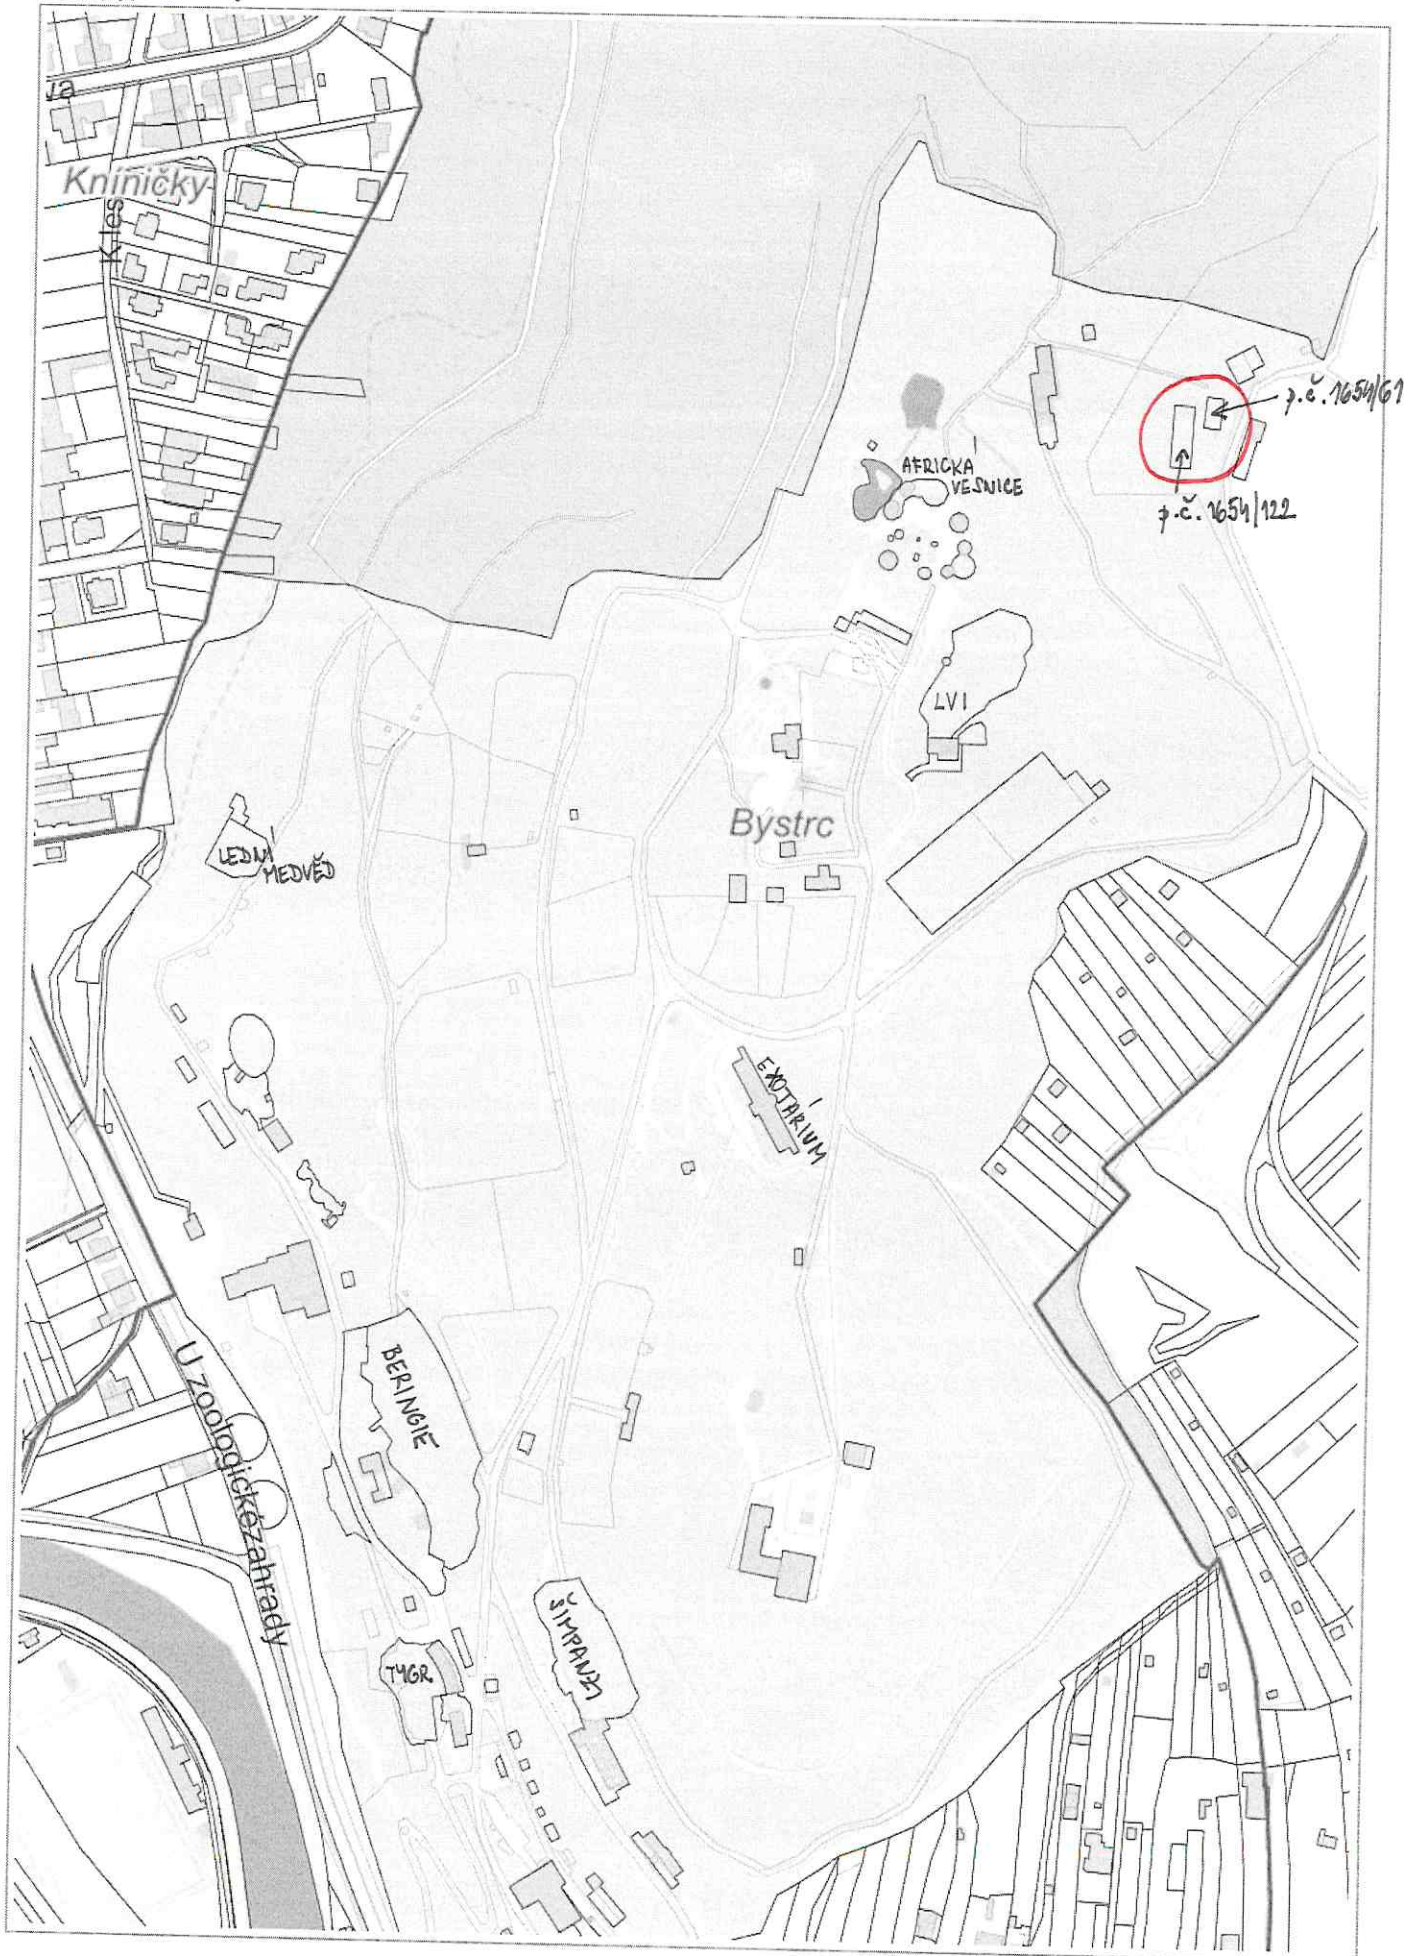 Kníničky
Kles
p.č. 1654/61
AFRICKÁ
VESNICE
p.č. 1654/122
LVI
Bystrc
LEDNÍ
MEDVĚD
EXOTÁRIUM
BERINGIE
U zoologické zahrady
ŠIMPANZI
TYGR